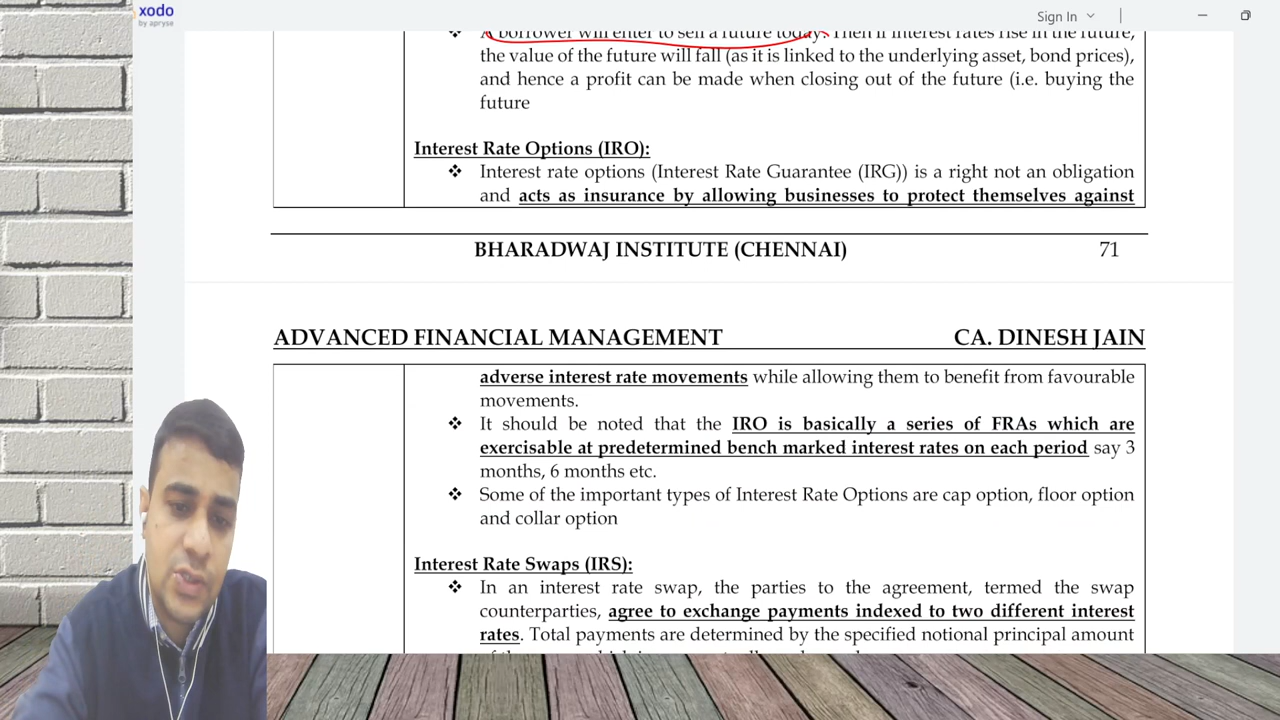 xodo
by apryse
Sign In
❖ A borrower will enter to sell a future today. Then if interest rates rise in the future,
the value of the future will fall (as it is linked to the underlying asset, bond prices),
and hence a profit can be made when closing out of the future (i.e. buying the
future
Interest Rate Options (IRO):
❖ Interest rate options (Interest Rate Guarantee (IRG)) is a right not an obligation
and acts as insurance by allowing businesses to protect themselves against
BHARADWAJ INSTITUTE (CHENNAI) 71
ADVANCED FINANCIAL MANAGEMENT CA. DINESH JAIN
adverse interest rate movements while allowing them to benefit from favourable
movements.
❖ It should be noted that the IRO is basically a series of FRAs which are
exercisable at predetermined bench marked interest rates on each period say 3
months, 6 months etc.
❖ Some of the important types of Interest Rate Options are cap option, floor option
and collar option
Interest Rate Swaps (IRS):
❖ In an interest rate swap, the parties to the agreement, termed the swap
counterparties, agree to exchange payments indexed to two different interest
rates. Total payments are determined by the specified notional principal amount